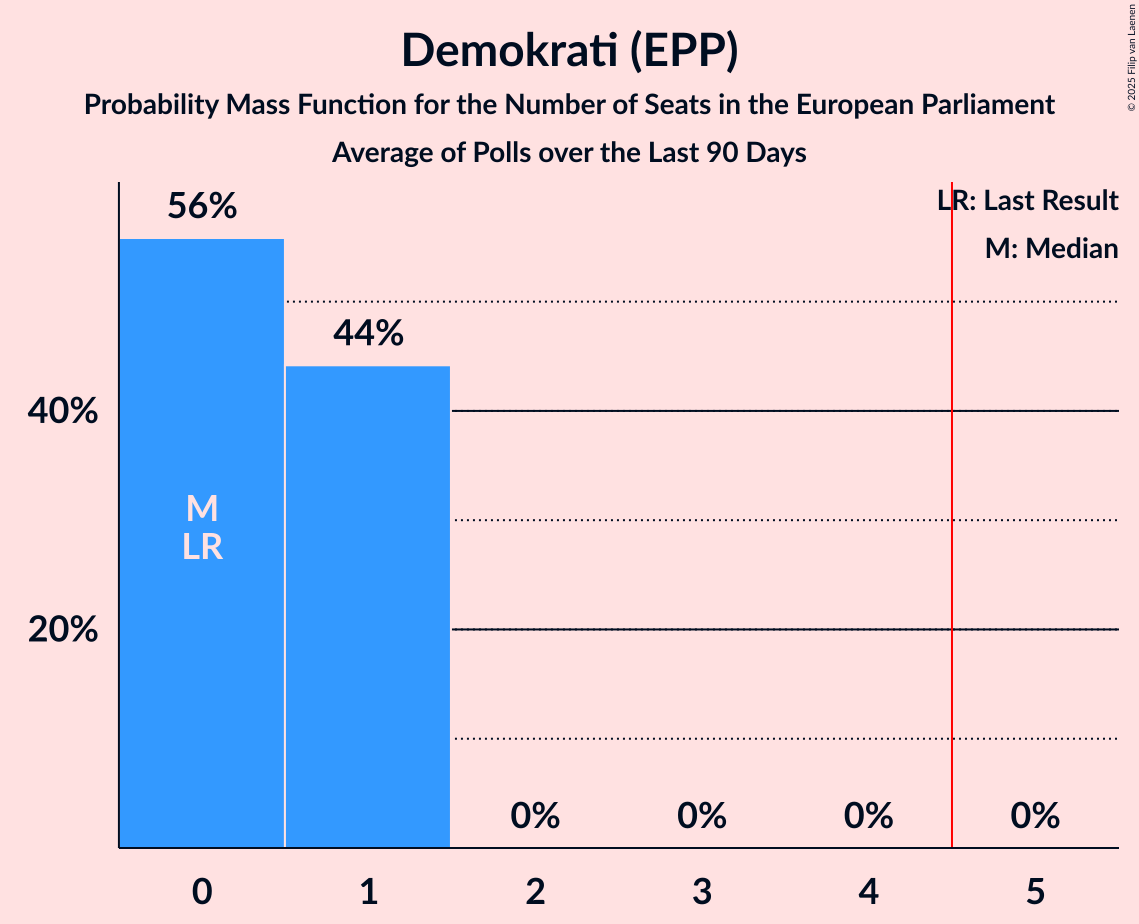 Demokrati (EPP)
Probability Mass Function for the Number of Seats in the European Parliament
Average of Polls over the Last 90 Days
© 2025 Filip van Laenen
LR: Last Result
M: Median
56%
44%
40%
20%
M
LR
0%
0%
0%
0%
0
1
2
3
4
5